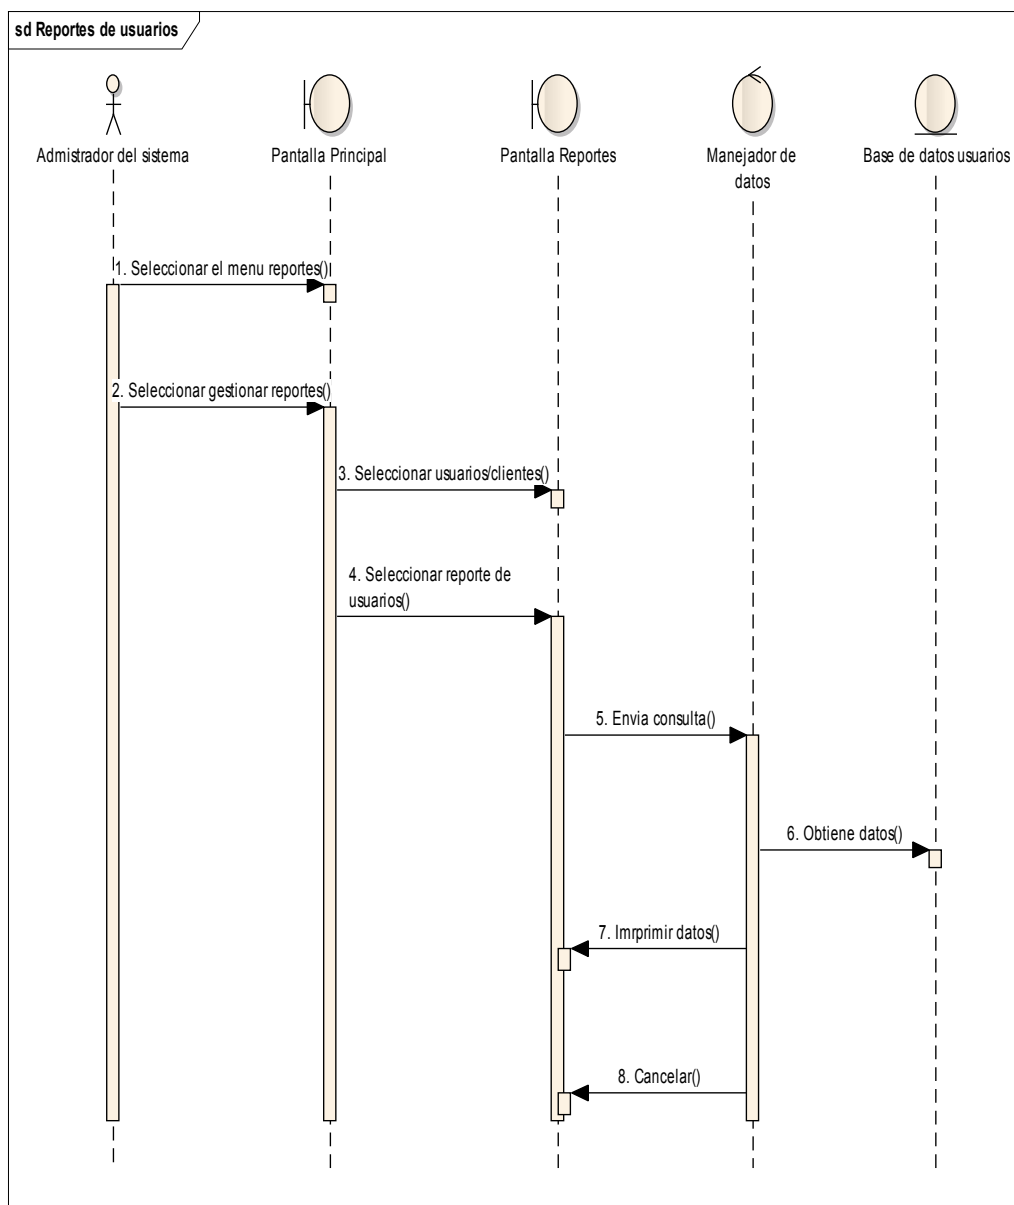 sd Reportes de usuarios
Admistrador del sistema
Pantalla Principal
Pantalla Reportes
Manejador de
datos
Base de datos usuarios
1. Seleccionar el menu reportes()
2. Seleccionar gestionar reportes()
3. Seleccionar usuarios/clientes()
4. Seleccionar reporte de
usuarios()
5. Envia consulta()
6. Obtiene datos()
7. Imrprimir datos()
8. Cancelar()